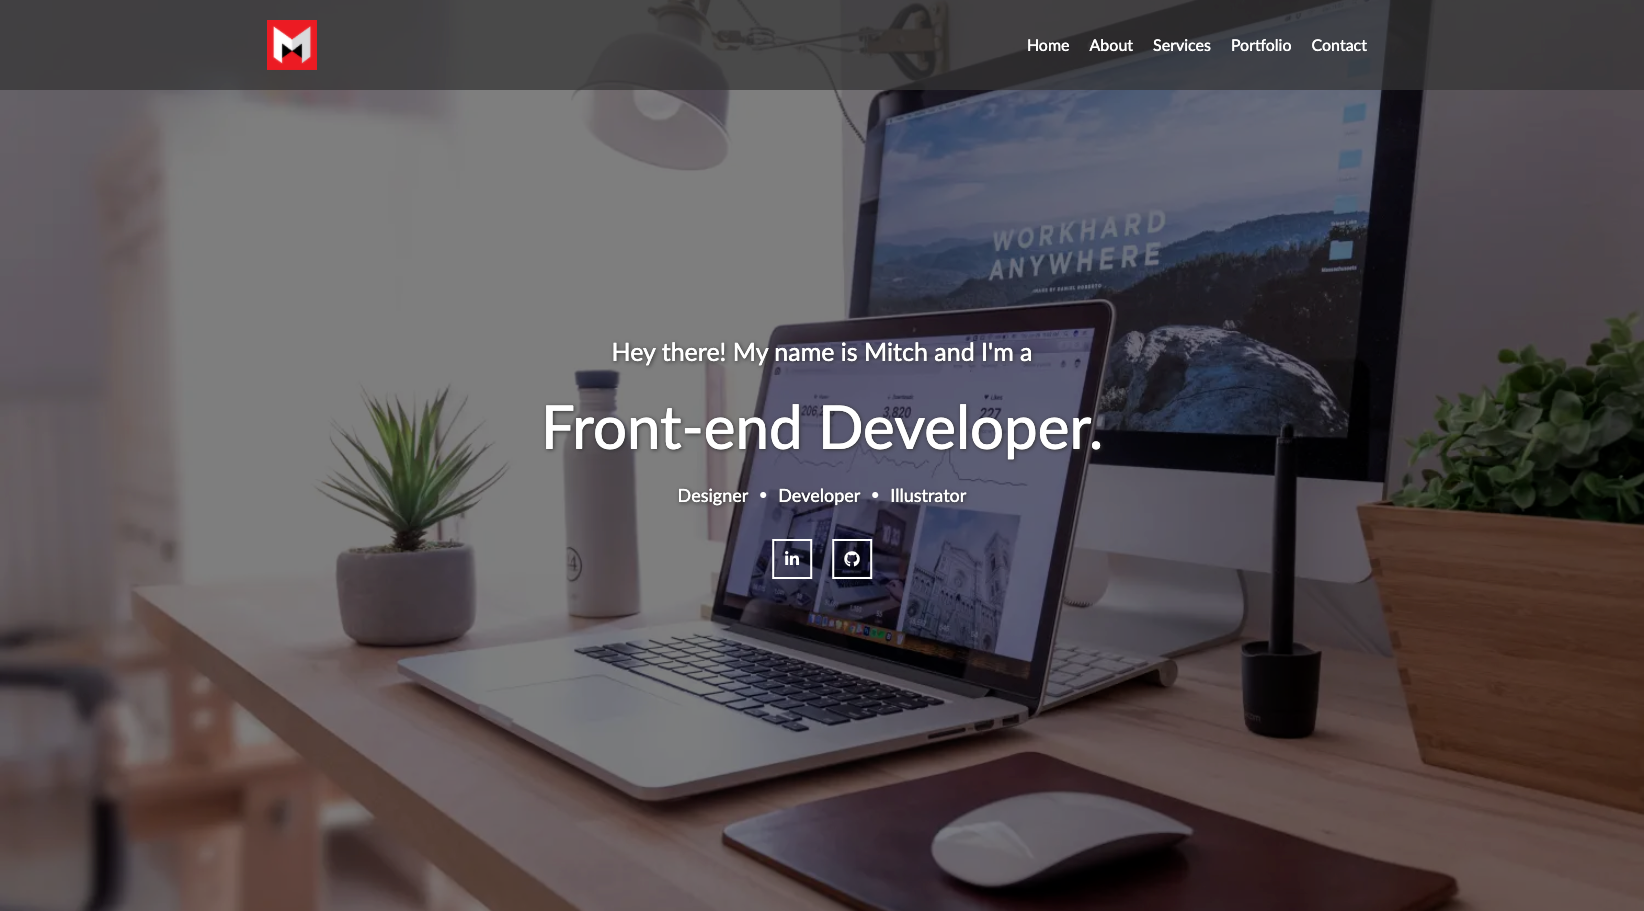 Home About Services Portfolio Contact
WORKHARD
ANYWHERE
Hey there! My name is Mitch and I'm a
Front-end Developer.
Designer • Developer • Illustrator
in